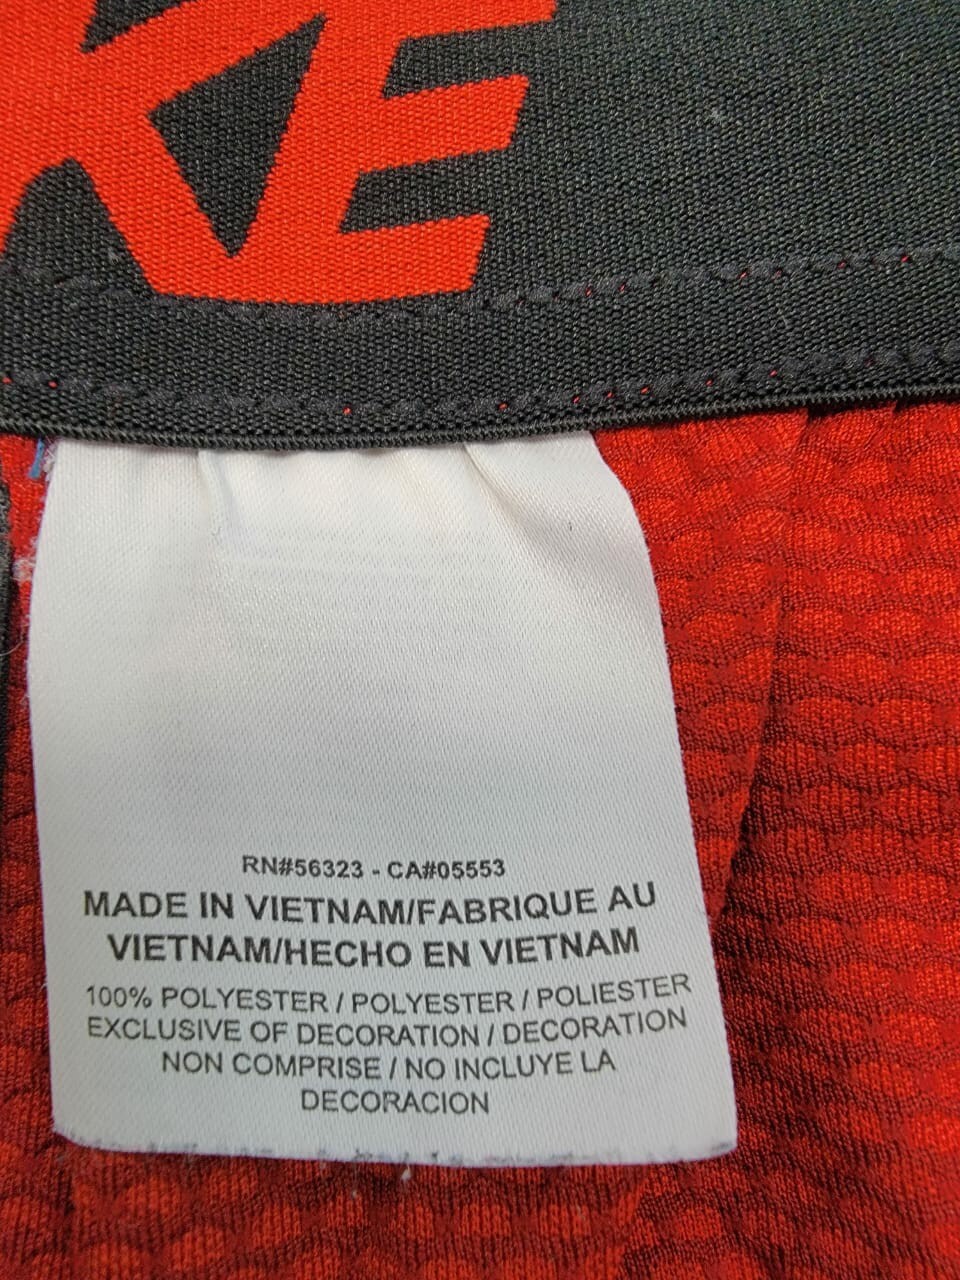 KE
RN#56323 - CA#05553
MADE IN VIETNAM/FABRIQUE AU
VIETNAM/HECHO EN VIETNAM
100% POLYESTER / POLYESTER / POLIESTER
EXCLUSIVE OF DECORATION / DECORATION
NON COMPRISE / NO INCLUYE LA
DECORACION